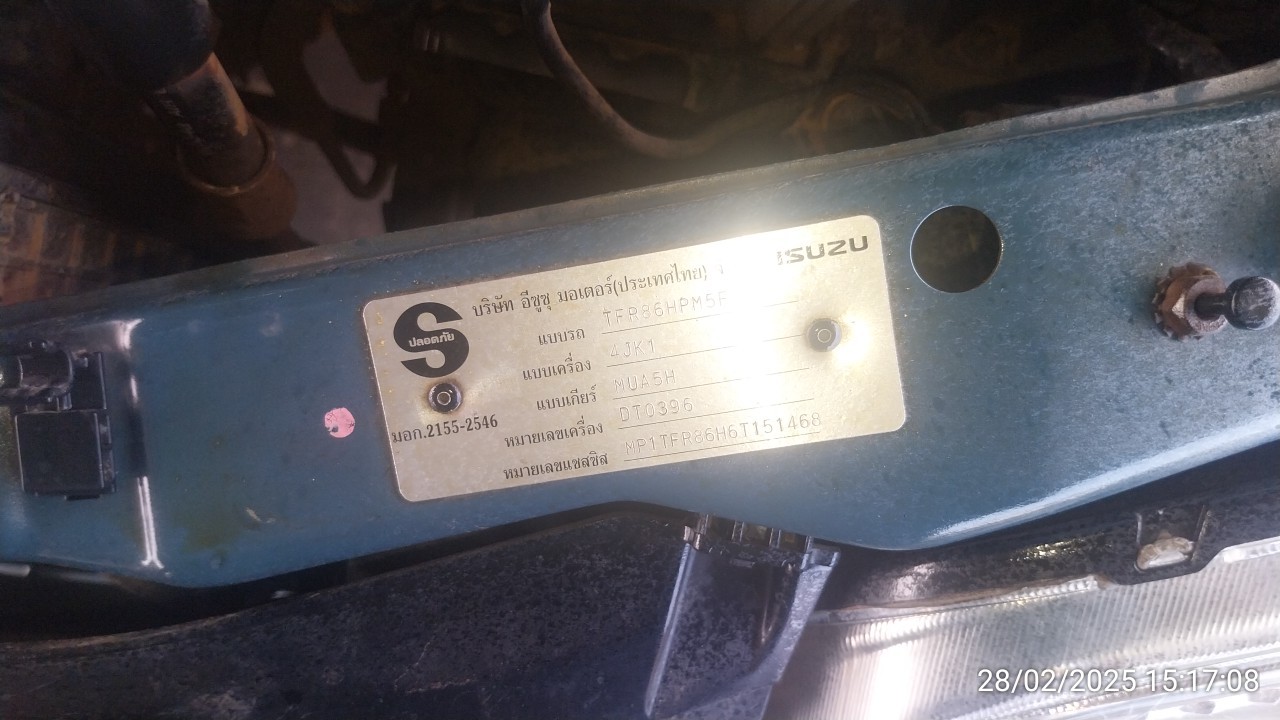 ISUZU
บริษัท อีซูซุ มอเตอร์(ประเทศไทย)
S
ปลอดภัย
มอก.2155-2546
แบบรถ TFR86HPM5F
แบบเครื่อง 4JK1
แบบเกียร์ MUA5H
หมายเลขเครื่อง DT0396
หมายเลขแชสซิส MP1TFR86H6T151468
28/02/2025 15:17:08